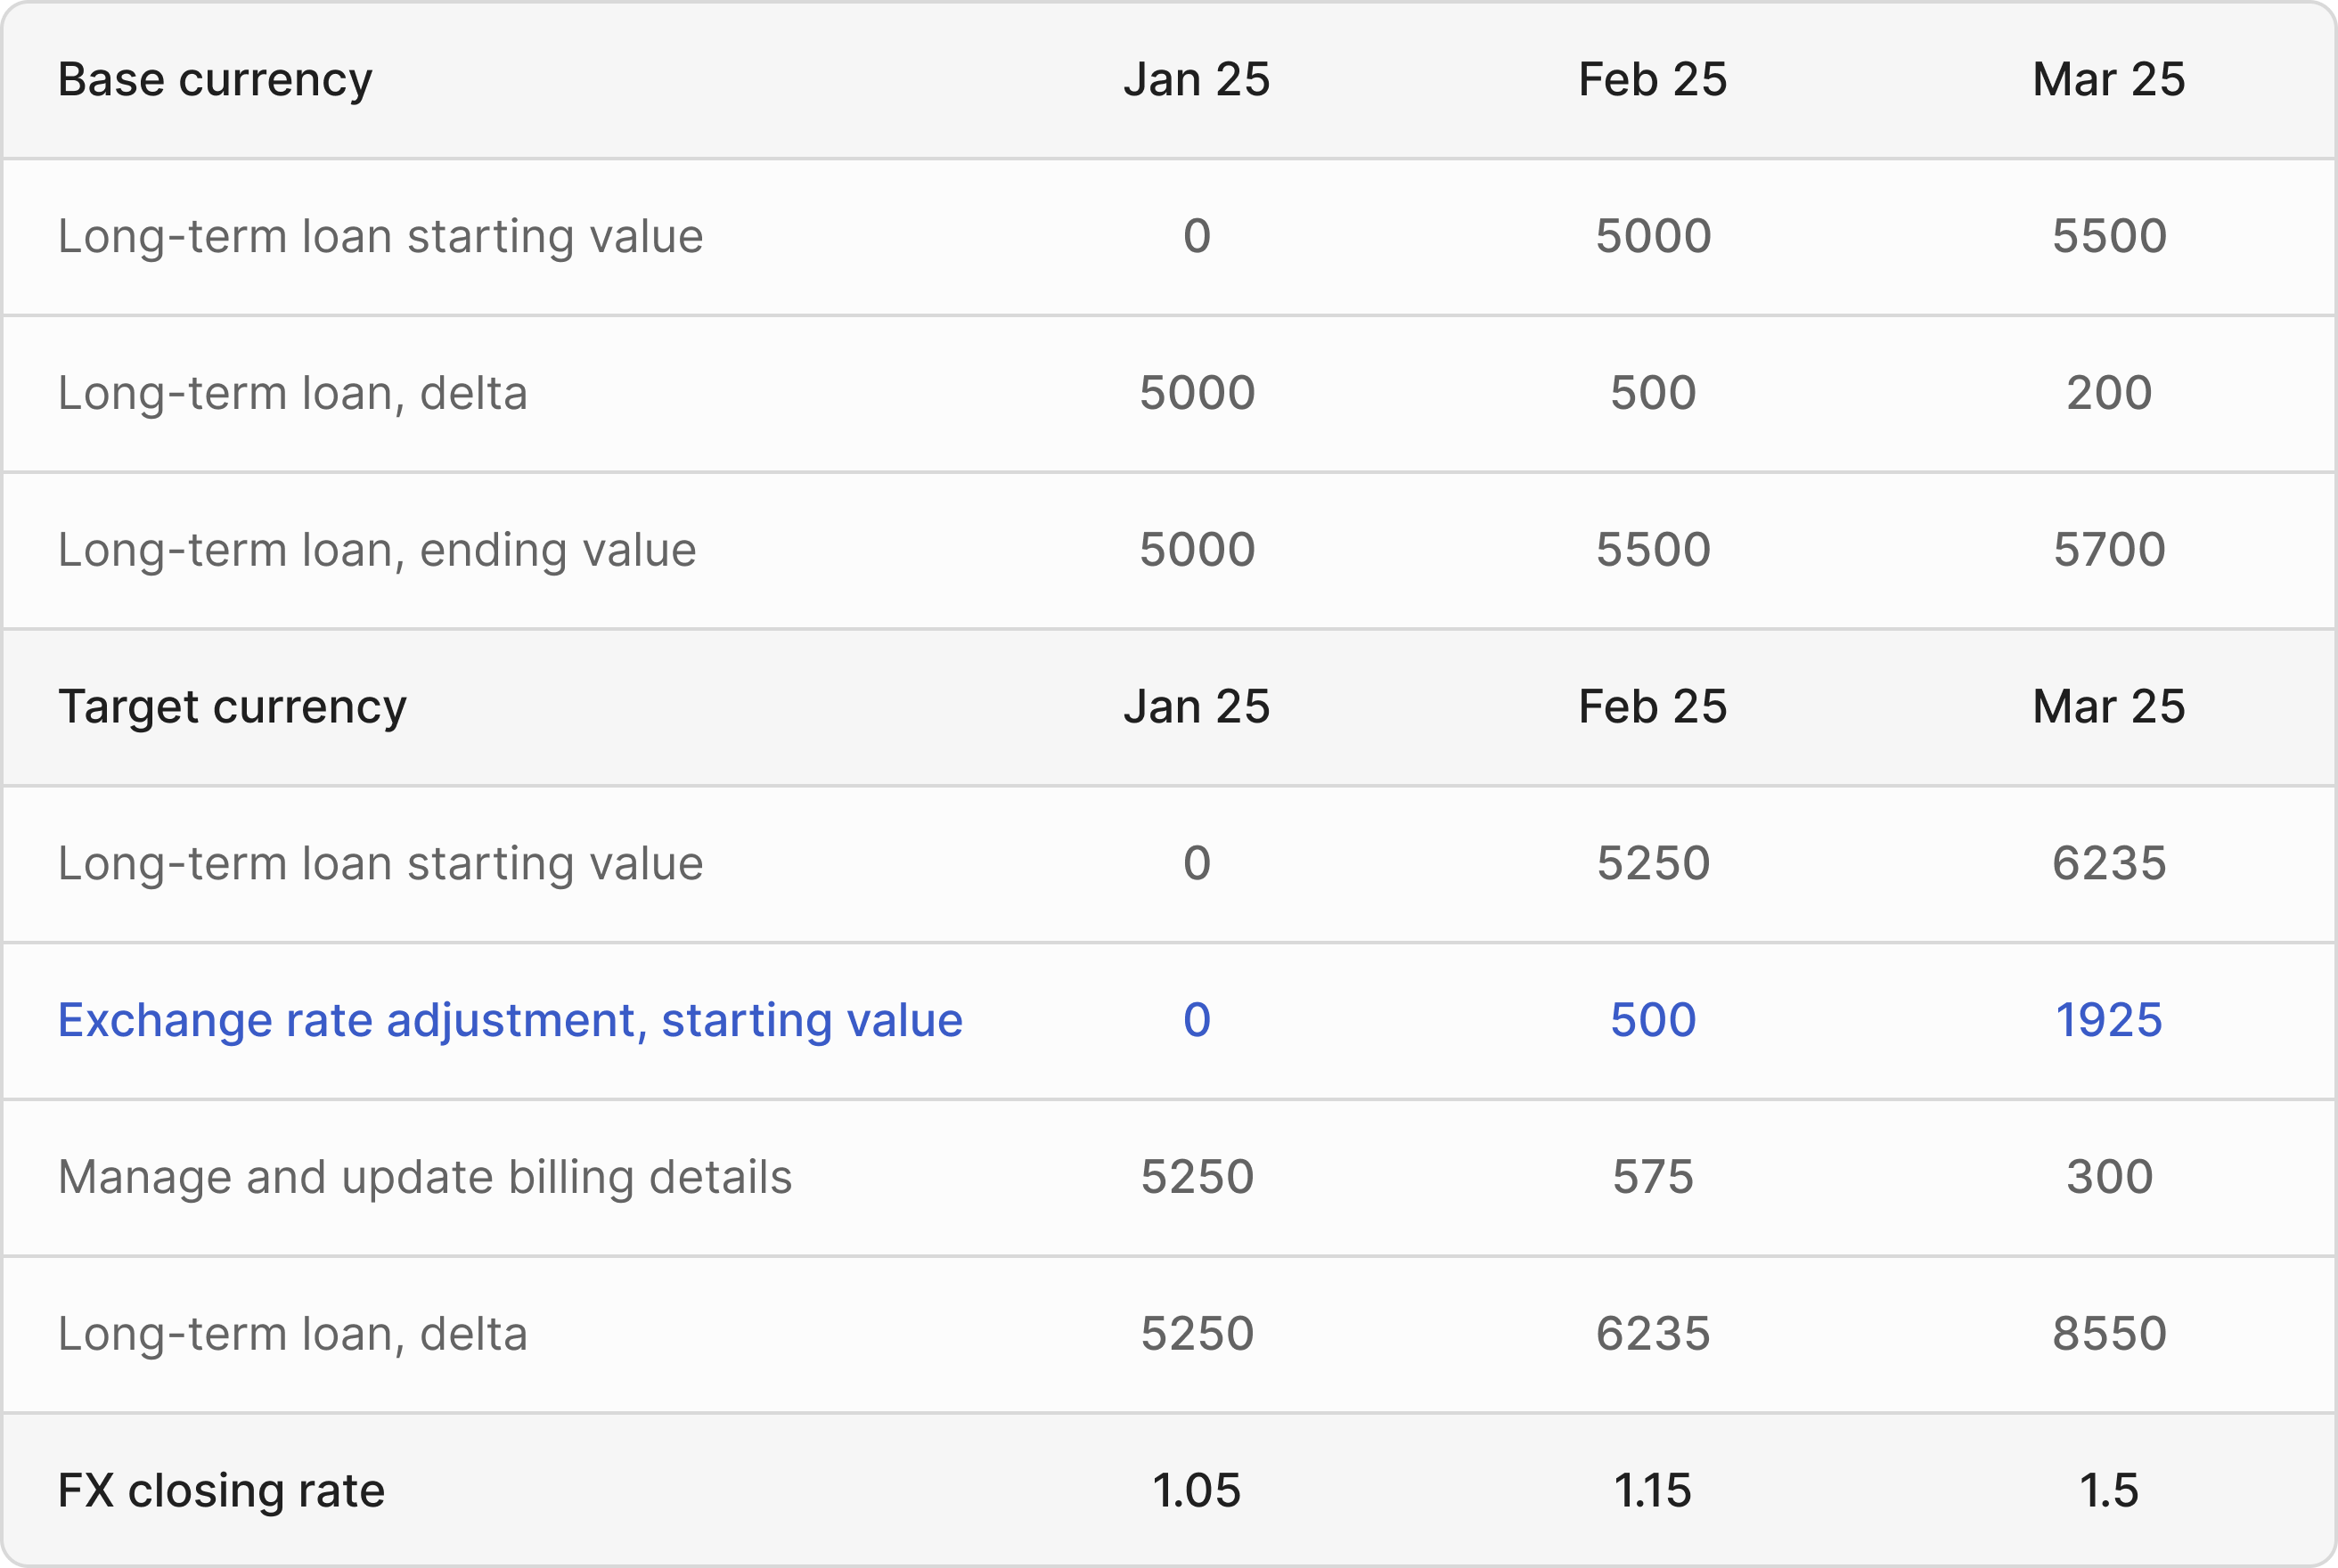 Base currency Jan 25 Feb 25 Mar 25
Long-term loan starting value 0 5000 5500
Long-term loan, delta 5000 500 200
Long-term loan, ending value 5000 5500 5700
Target currency Jan 25 Feb 25 Mar 25
Long-term loan starting value 0 5250 6235
Exchange rate adjustment, starting value 0 500 1925
Manage and update billing details 5250 575 300
Long-term loan, delta 5250 6235 8550
FX closing rate 1.05 1.15 1.5